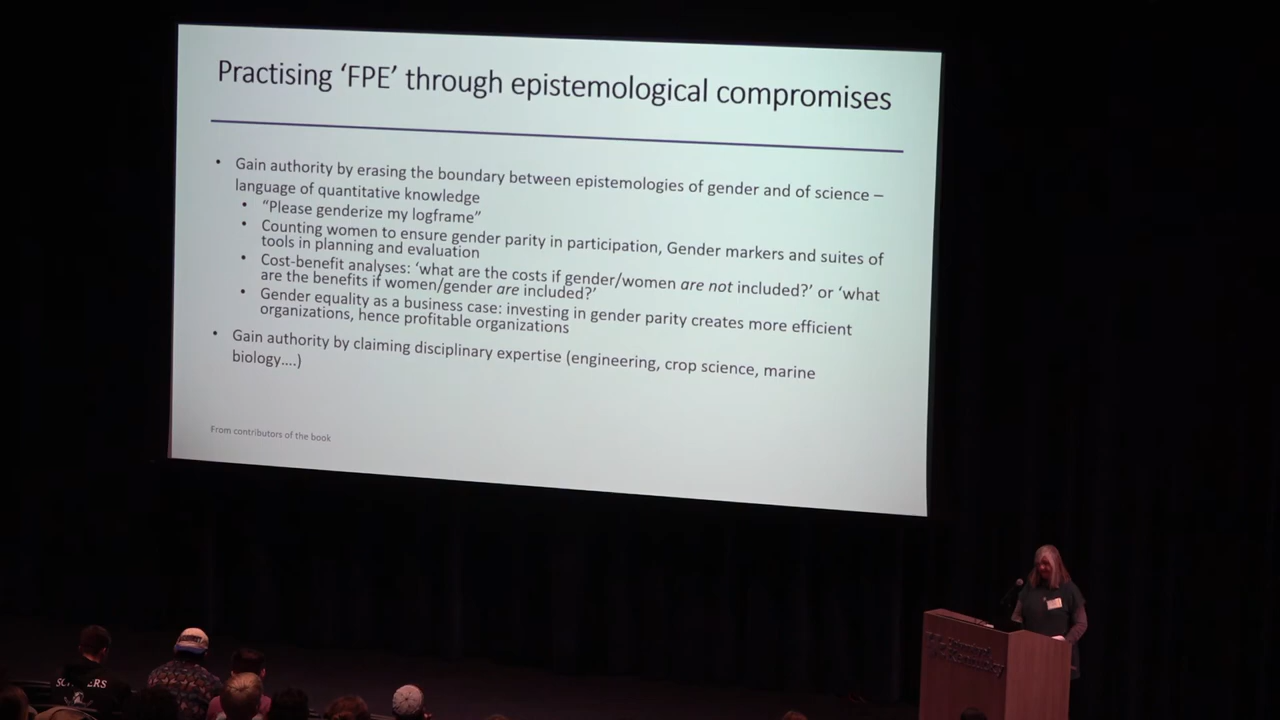 Practising ‘FPE’ through epistemological compromises
• Gain authority by erasing the boundary between epistemologies of gender and of science –
language of quantitative knowledge
• “Please genderize my logframe”
• Counting women to ensure gender parity in participation, Gender markers and suites of
tools in planning and evaluation
• Cost-benefit analyses: ‘what are the costs if gender/women are not included?’ or ‘what
are the benefits if women/gender are included?’
• Gender equality as a business case: investing in gender parity creates more efficient
organizations, hence profitable organizations
• Gain authority by claiming disciplinary expertise (engineering, crop science, marine
biology....)
From contributors of the book